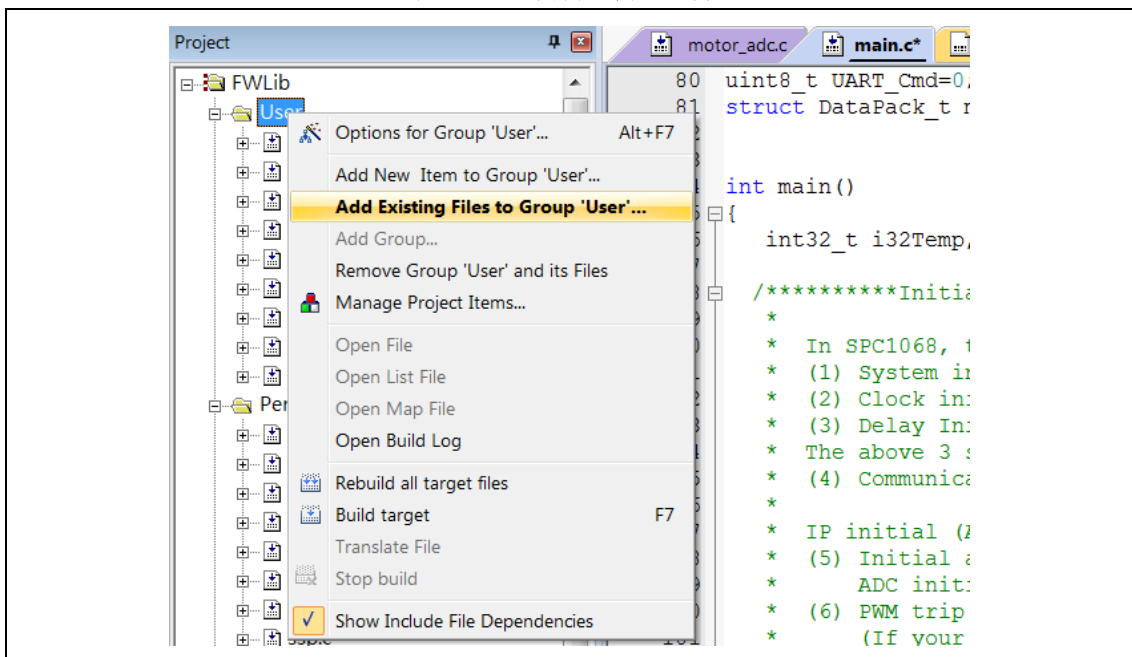 Project
motor_adc.c
main.c*
FWLib
User
Options for Group 'User'... Alt+F7
Add New Item to Group 'User'...
Add Existing Files to Group 'User'...
Add Group...
Remove Group 'User' and its Files
Manage Project Items...
Open File
Open List File
Open Map File
Open Build Log
Rebuild all target files
Build target F7
Translate File
Stop build
Show Include File Dependencies
80 uint8_t UART_Cmd=0;
81 struct DataPack_t
int main()
{
int32_t i32Temp,
/**********Initia
*
* In SPC1068, t
* (1) System in
* (2) Clock ini
* (3) Delay Ini
* The above 3 s
* (4) Communica
*
* IP initial (A
* (5) Initial a
* ADC initi
* (6) PWM trip
* (If your